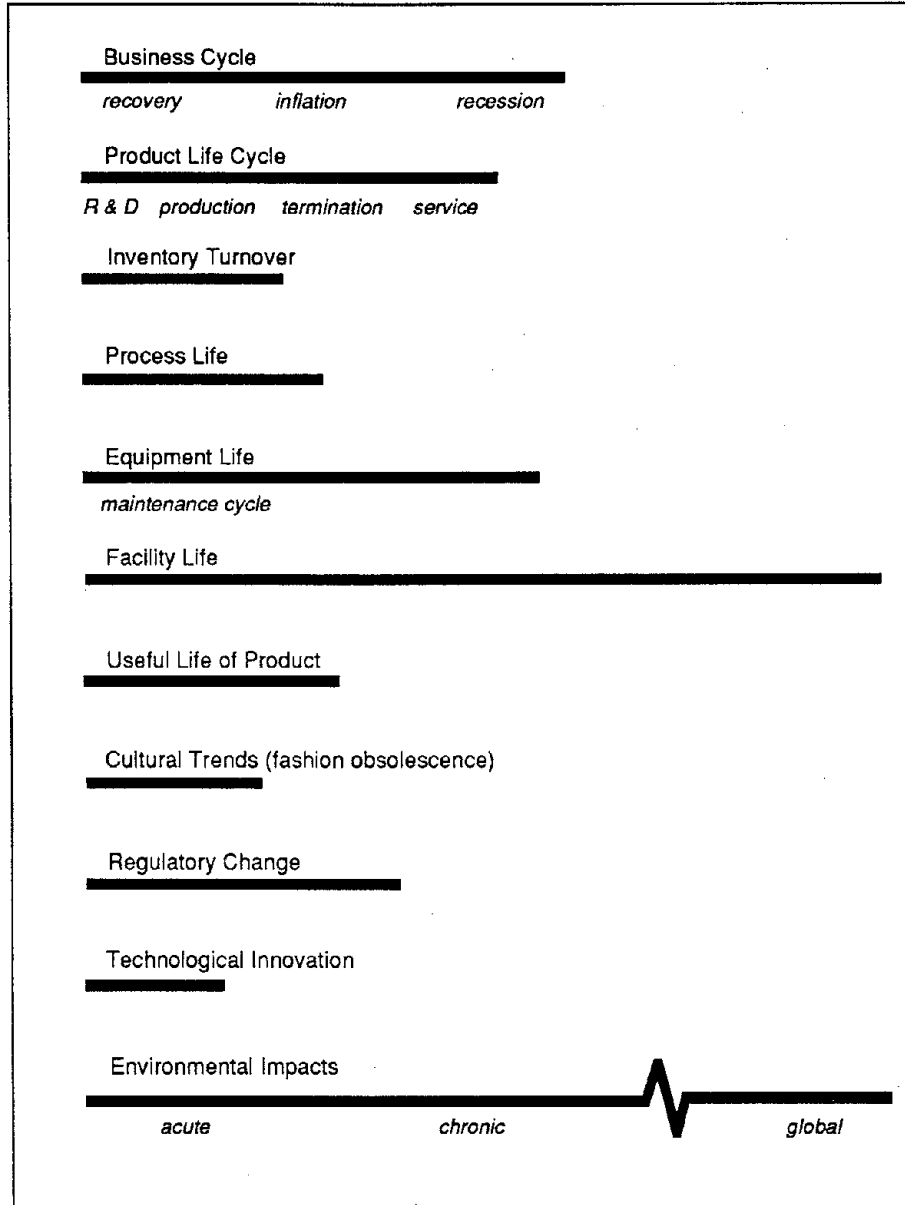 Business Cycle
recovery inflation recession
Product Life Cycle
R & D production termination service
Inventory Turnover
Process Life
Equipment Life
maintenance cycle
Facility Life
Useful Life of Product
Cultural Trends (fashion obsolescence)
Regulatory Change
Technological Innovation
Environmental Impacts
acute chronic global